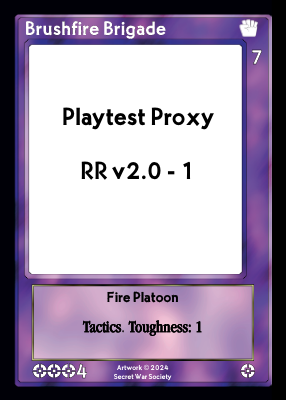 Brushfire Brigade
7
Playtest Proxy
RR v2.0 - 1
Fire Platoon
Tactics. Toughness: 1
4
Artwork © 2024
Secret War Society